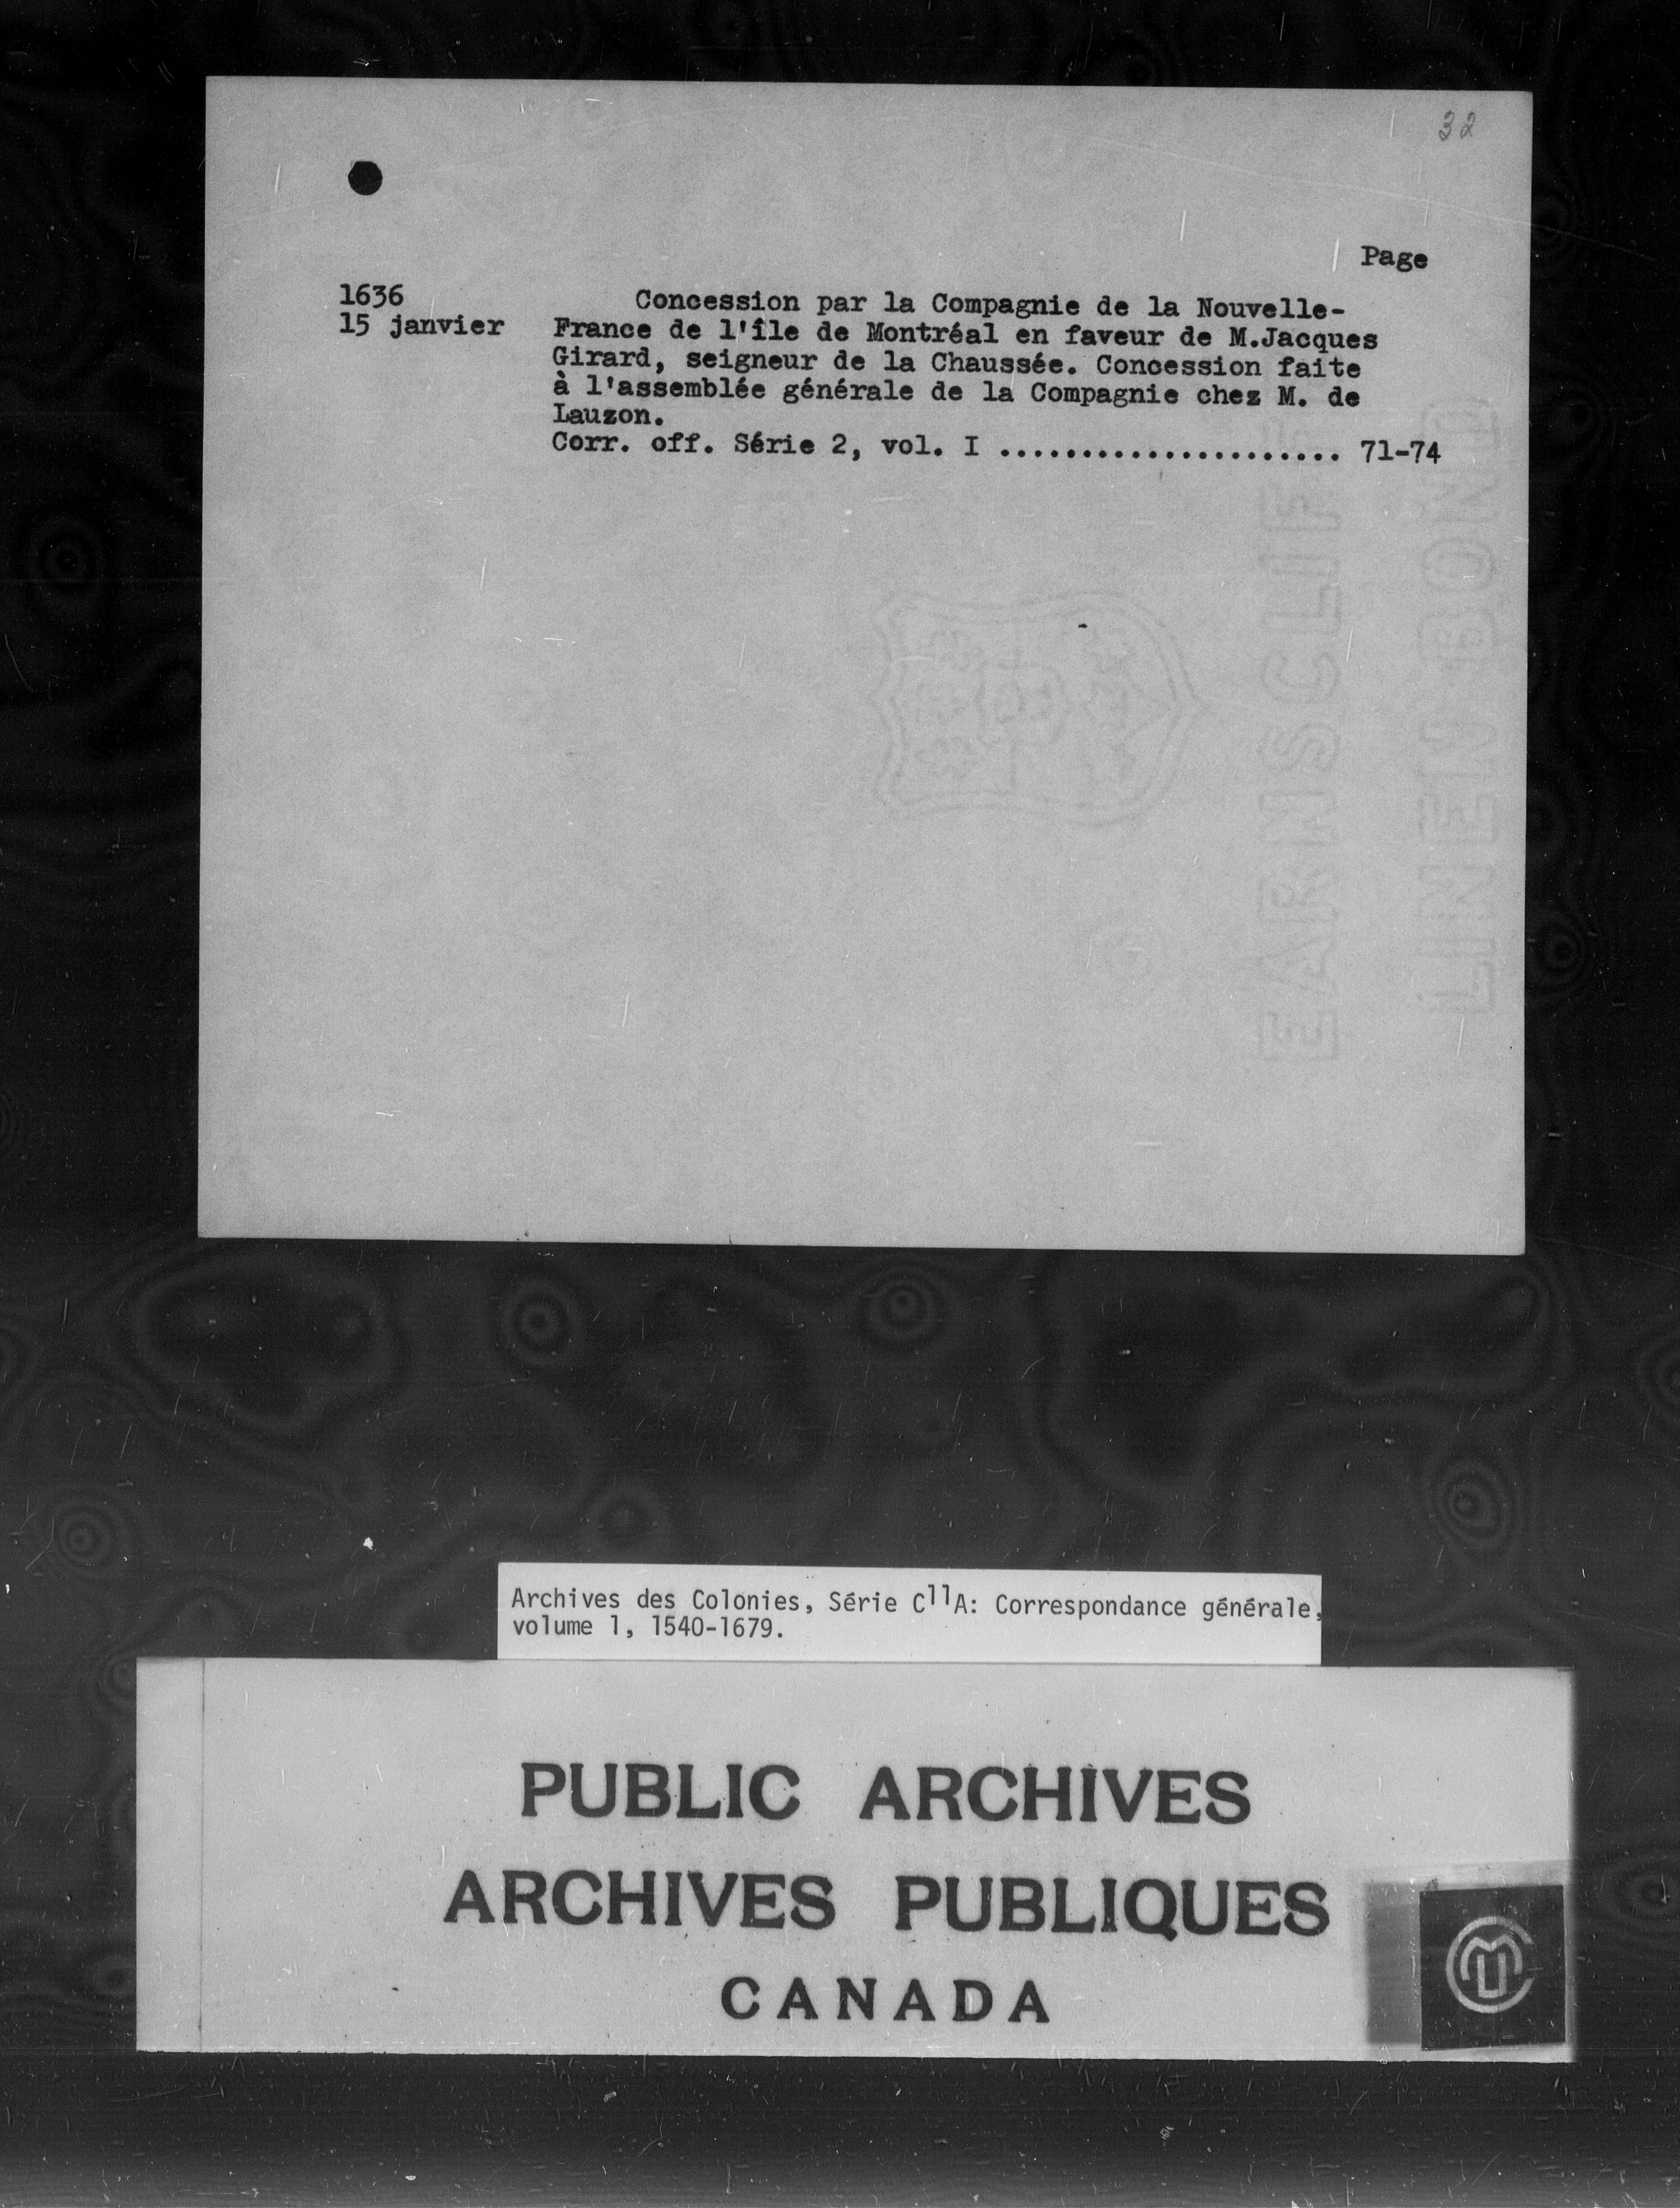 32
Page
1636
15 janvier
Concession par la Compagnie de la Nouvelle-
France de l'île de Montréal en faveur de M.Jacques
Girard, seigneur de la Chaussée. Concession faite
à l'assemblée générale de la Compagnie chez M. de
Lauzon.
Corr. off. Série 2, vol. I ..................... 71-74
EARNSCLIFFE
LINEN BOND
Archives des Colonies, Série C11A: Correspondance générale,
volume 1, 1540-1679.
PUBLIC ARCHIVES
ARCHIVES PUBLIQUES
CANADA